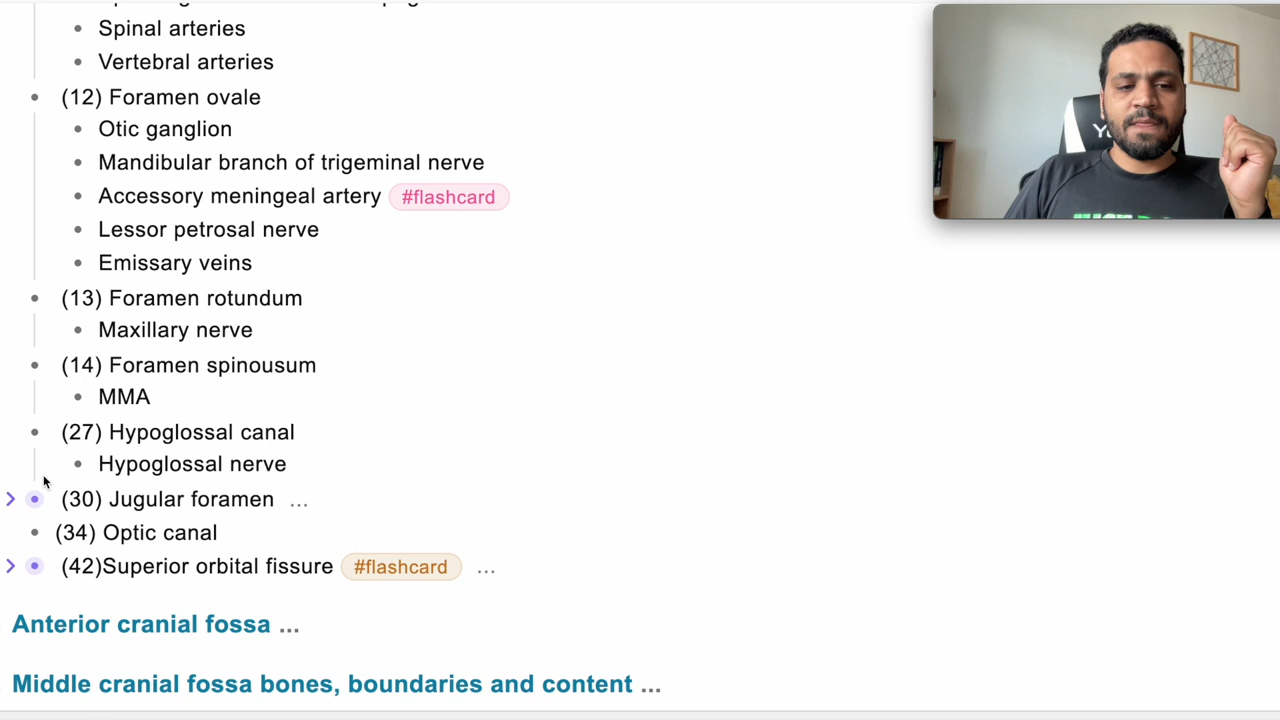 Spinal arteries
Vertebral arteries
(12) Foramen ovale
Otic ganglion
Mandibular branch of trigeminal nerve
Accessory meningeal artery #flashcard
Lessor petrosal nerve
Emissary veins
(13) Foramen rotundum
Maxillary nerve
(14) Foramen spinousum
MMA
(27) Hypoglossal canal
Hypoglossal nerve
(30) Jugular foramen ...
(34) Optic canal
(42)Superior orbital fissure #flashcard ...
Anterior cranial fossa ...
Middle cranial fossa bones, boundaries and content ...